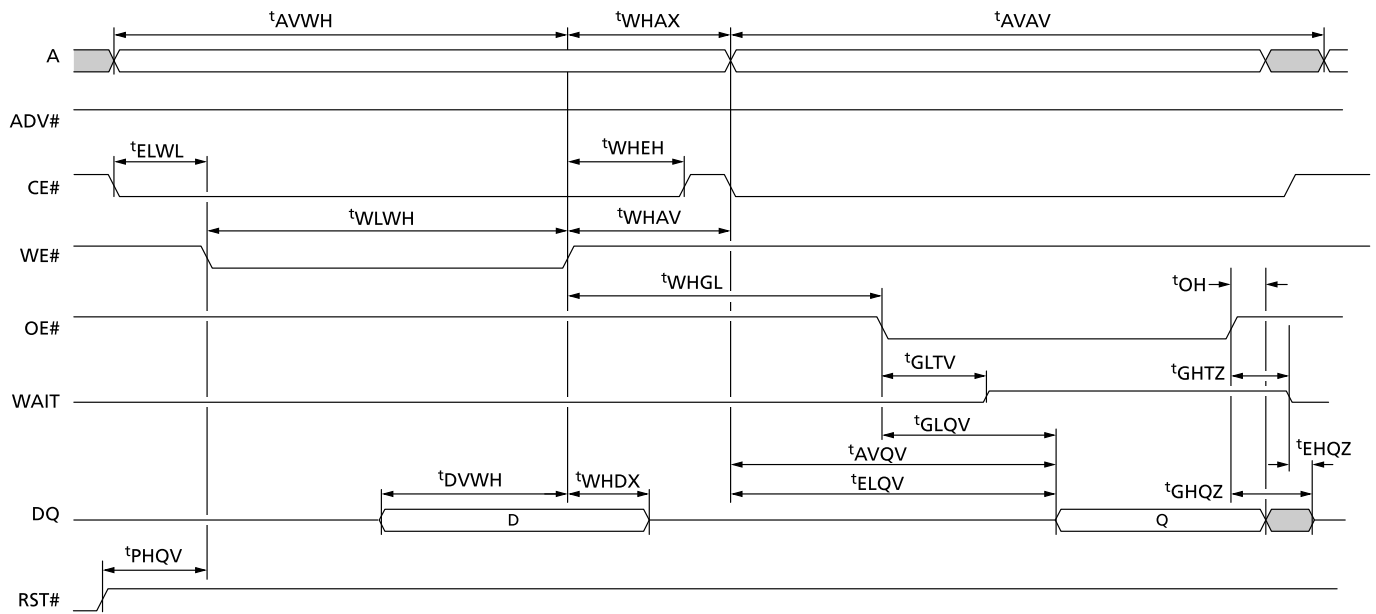 tAVWH tWHAX tAVAV
A
ADV#
tELWL tWHEH
CE#
tWLWH tWHAV
WE#
tWHGL tOH
OE#
tGLTV tGHTZ
WAIT
tGLQV
tAVQV tEHQZ
tDVWH tWHDX tELQV tGHQZ
DQ D Q
tPHQV
RST#